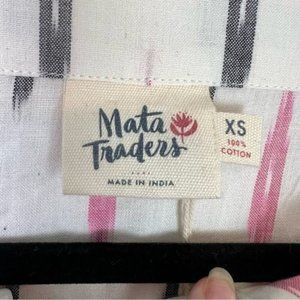 Mata
Traders
MADE IN INDIA
XS
100%
COTTON